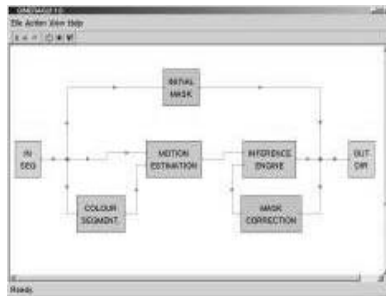 File Action View Help
INITIAL
MASK
IN
SEG
MOTION
ESTIMATION
INFERENCE
ENGINE
OUT
DIR
COLOUR
SEGMENT.
MASK
CORRECTION
Ready.